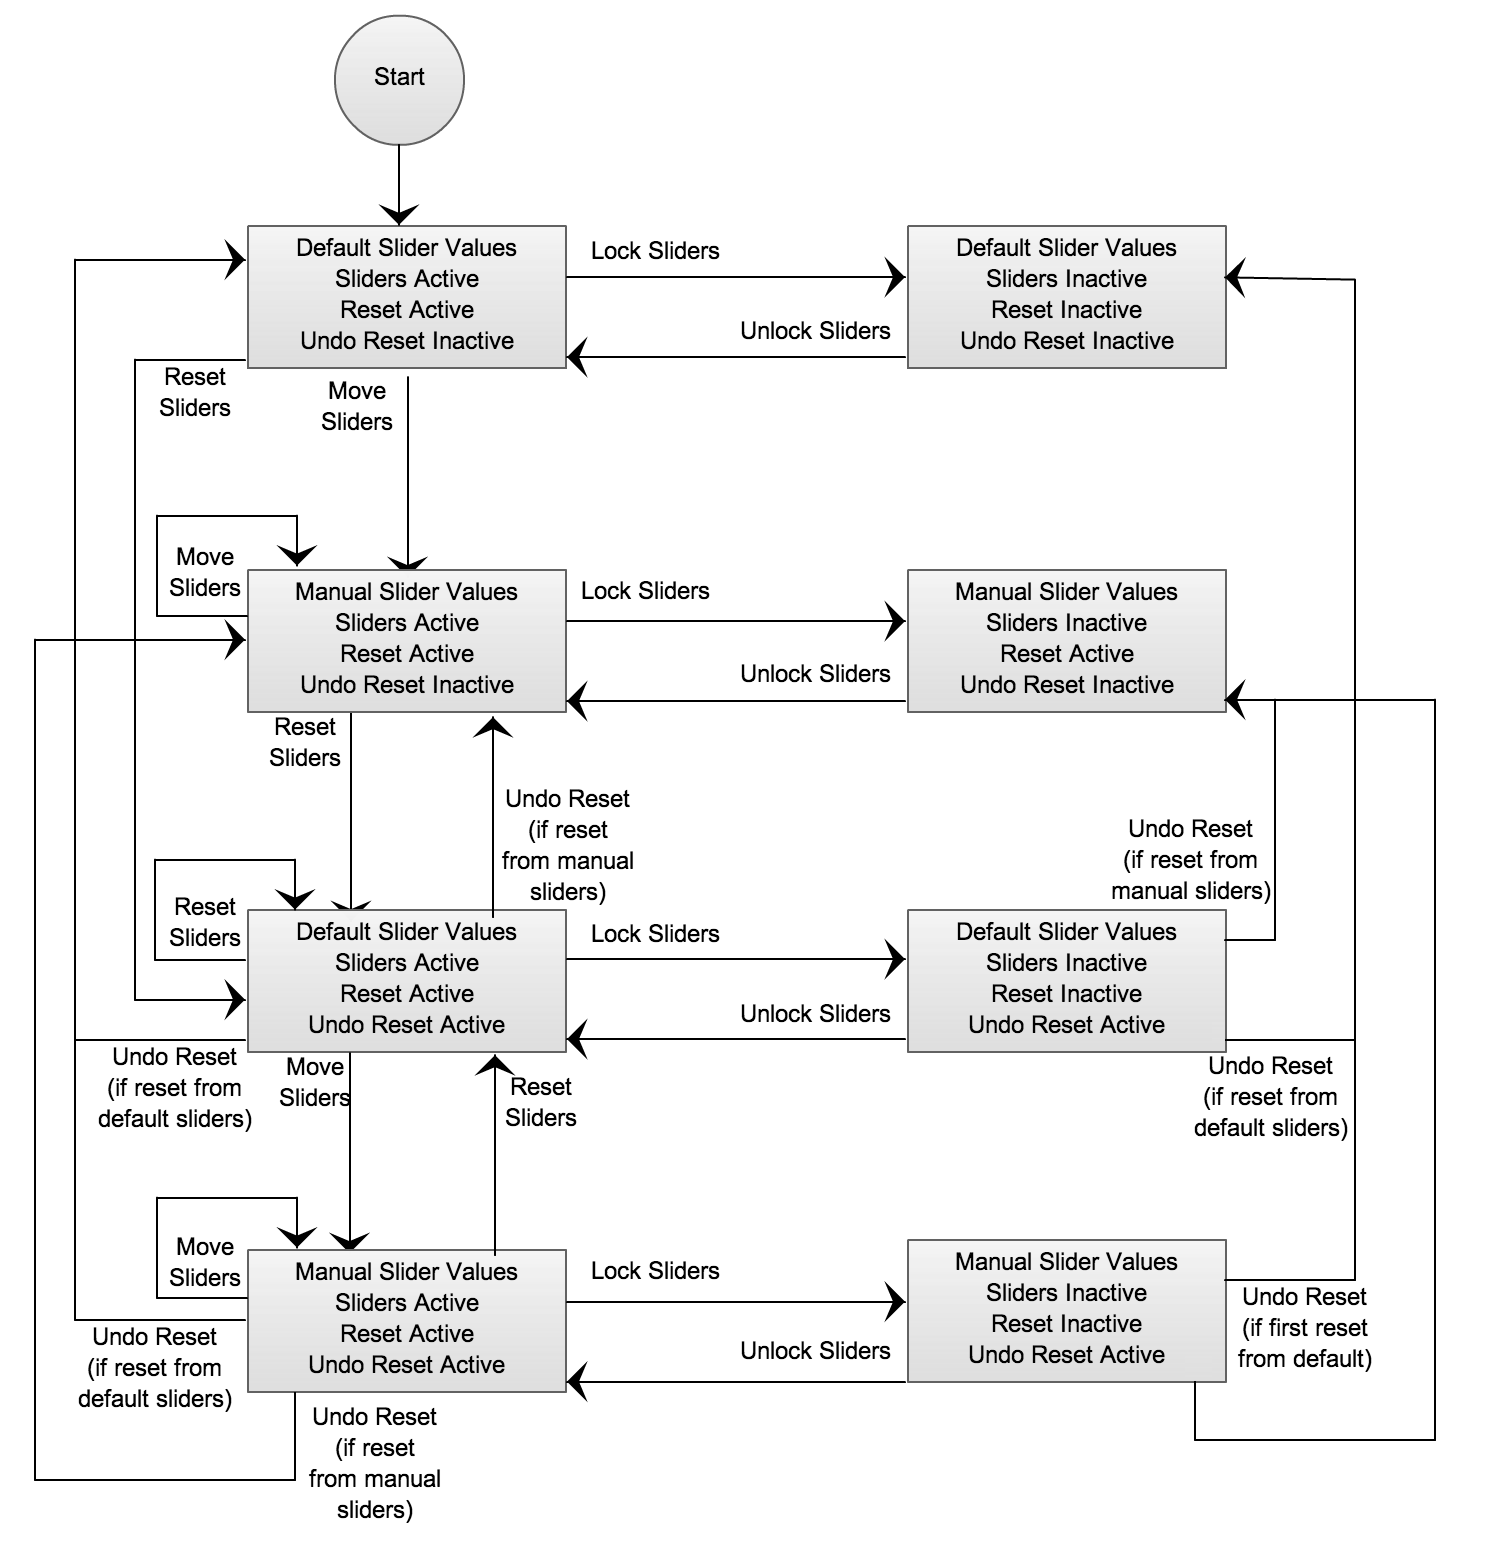 Start
Default Slider Values
Sliders Active
Reset Active
Undo Reset Inactive
Lock Sliders
Unlock Sliders
Default Slider Values
Sliders Inactive
Reset Inactive
Undo Reset Inactive
Reset
Sliders
Move
Sliders
Move
Sliders
Manual Slider Values
Sliders Active
Reset Active
Undo Reset Inactive
Lock Sliders
Unlock Sliders
Manual Slider Values
Sliders Inactive
Reset Active
Undo Reset Inactive
Reset
Sliders
Undo Reset
(if reset
from manual
sliders)
Undo Reset
(if reset from
manual sliders)
Reset
Sliders
Default Slider Values
Sliders Active
Reset Active
Undo Reset Active
Lock Sliders
Unlock Sliders
Default Slider Values
Sliders Inactive
Reset Inactive
Undo Reset Active
Undo Reset
(if reset from
default sliders)
Move
Sliders
Reset
Sliders
Undo Reset
(if reset from
default sliders)
Move
Sliders
Manual Slider Values
Sliders Active
Reset Active
Undo Reset Active
Lock Sliders
Unlock Sliders
Manual Slider Values
Sliders Inactive
Reset Inactive
Undo Reset Active
Undo Reset
(if first reset
from default)
Undo Reset
(if reset from
default sliders)
Undo Reset
(if reset
from manual
sliders)